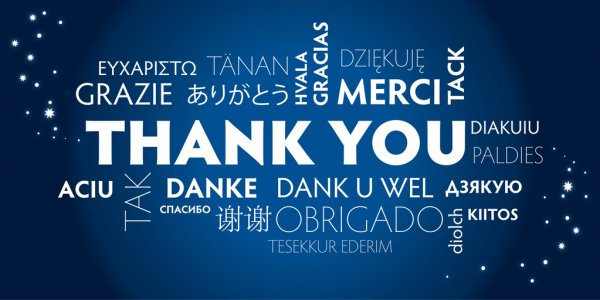 ΕΥΧΑΡΙΣΤΩ
TÄNAN
HVALA
GRACIAS
DZIĘKUJĘ
TACK
GRAZIE
ありがとう
MERCI
THANK YOU
DIAKUIU
PALDIES
ACIU
TAK
DANKE
DANK U WEL
ДЗЯКУЮ
СПАСИБО
谢谢
OBRIGADO
diolch
KIITOS
TESEKKUR EDERIM